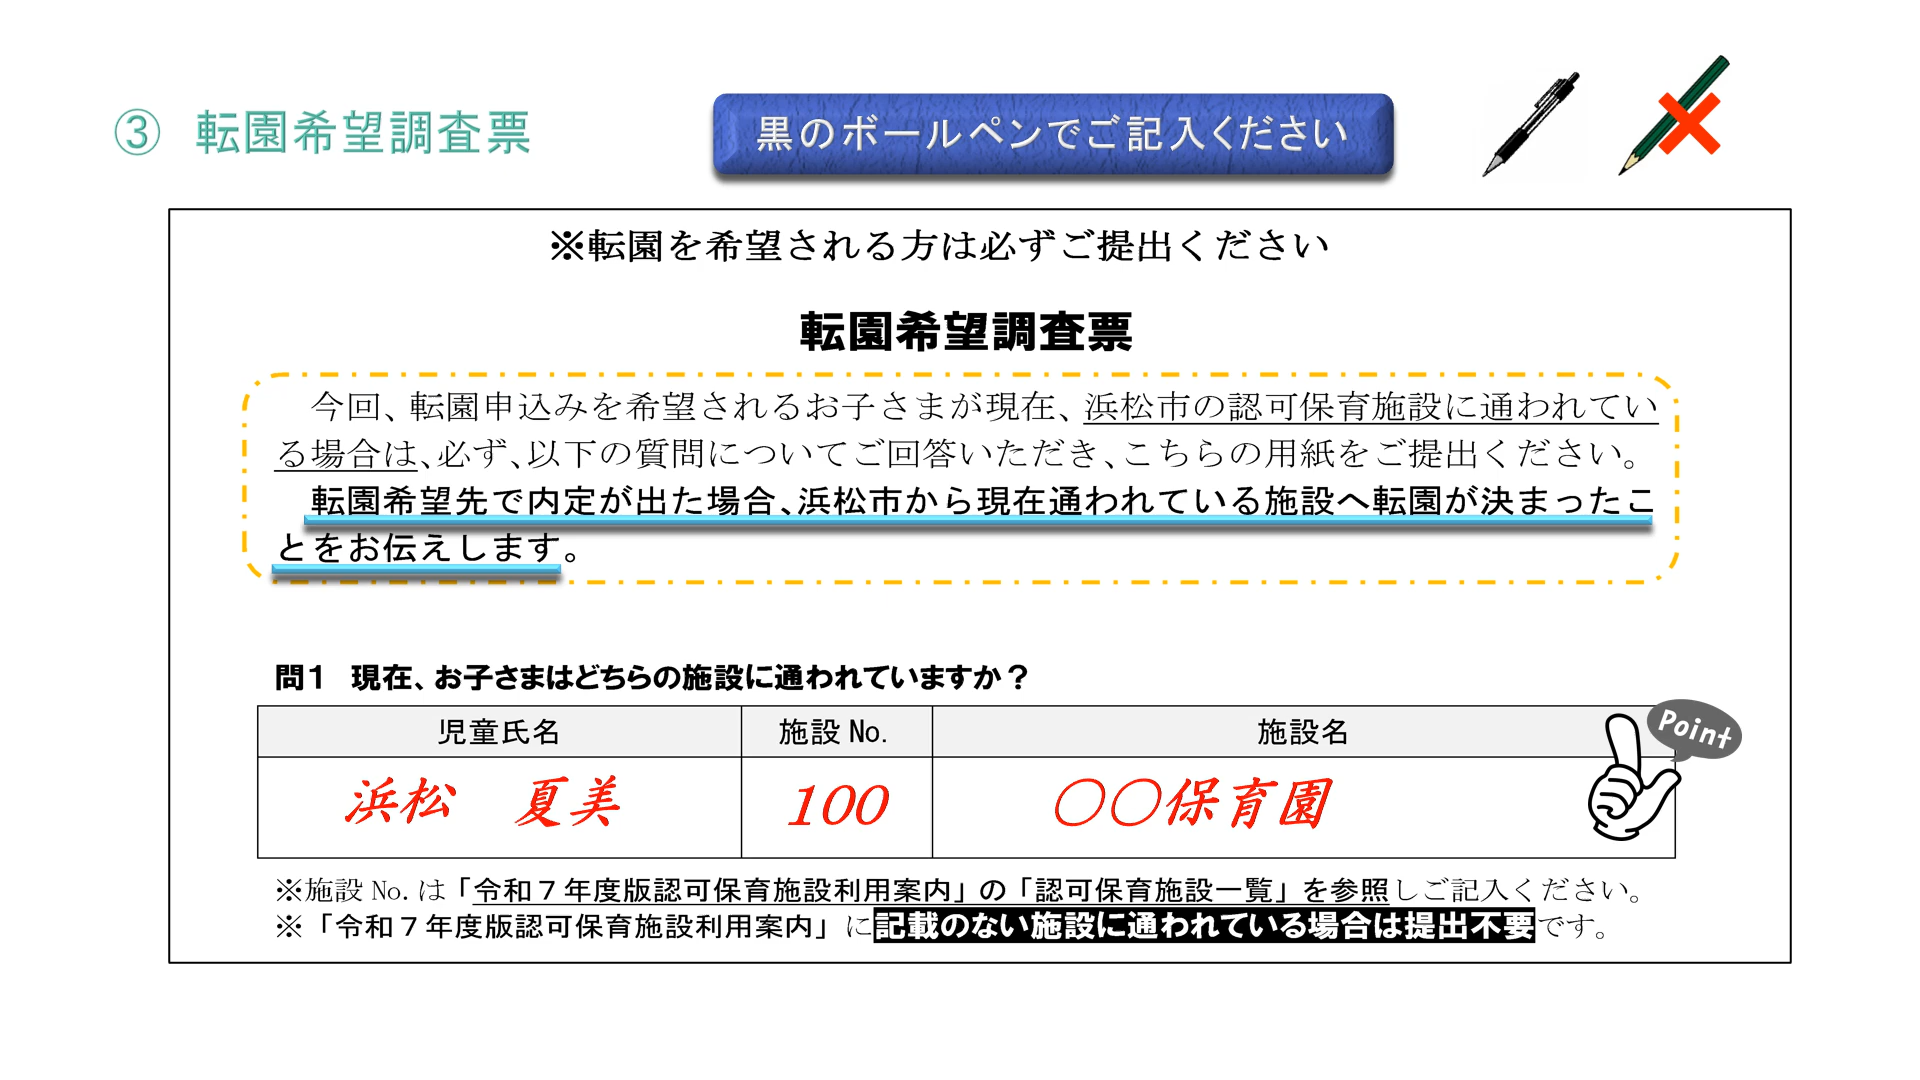 ③ 転園希望調査票
黒のボールペンでご記入ください
※転園を希望される方は必ずご提出ください
転園希望調査票
今回、転園申込みを希望されるお子さまが現在、浜松市の認可保育施設に通われてい
る場合は、必ず、以下の質問についてご回答いただき、こちらの用紙をご提出ください。
転園希望先で内定が出た場合、浜松市から現在通われている施設へ転園が決まったこ
とをお伝えします。
問1 現在、お子さまはどちらの施設に通われていますか？
児童氏名 施設 No. 施設名
Point
浜松 夏美 100 〇〇保育園
※施設 No. は「令和７年度版認可保育施設利用案内」の「認可保育施設一覧」を参照しご記入ください。
※「令和７年度版認可保育施設利用案内」に記載のない施設に通われている場合は提出不要です。